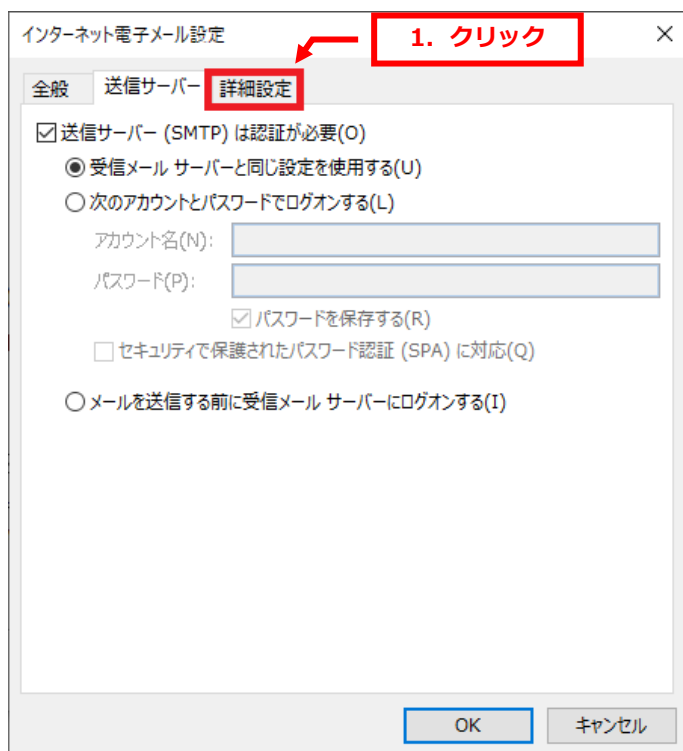 インターネット電子メール設定
1. クリック
全般
送信サーバー
詳細設定
送信サーバー (SMTP) は認証が必要(O)
受信メール サーバーと同じ設定を使用する(U)
次のアカウントとパスワードでログオンする(L)
アカウント名(N):
パスワード(P):
パスワードを保存する(R)
セキュリティで保護されたパスワード認証 (SPA) に対応(Q)
メールを送信する前に受信メール サーバーにログオンする(I)
OK
キャンセル